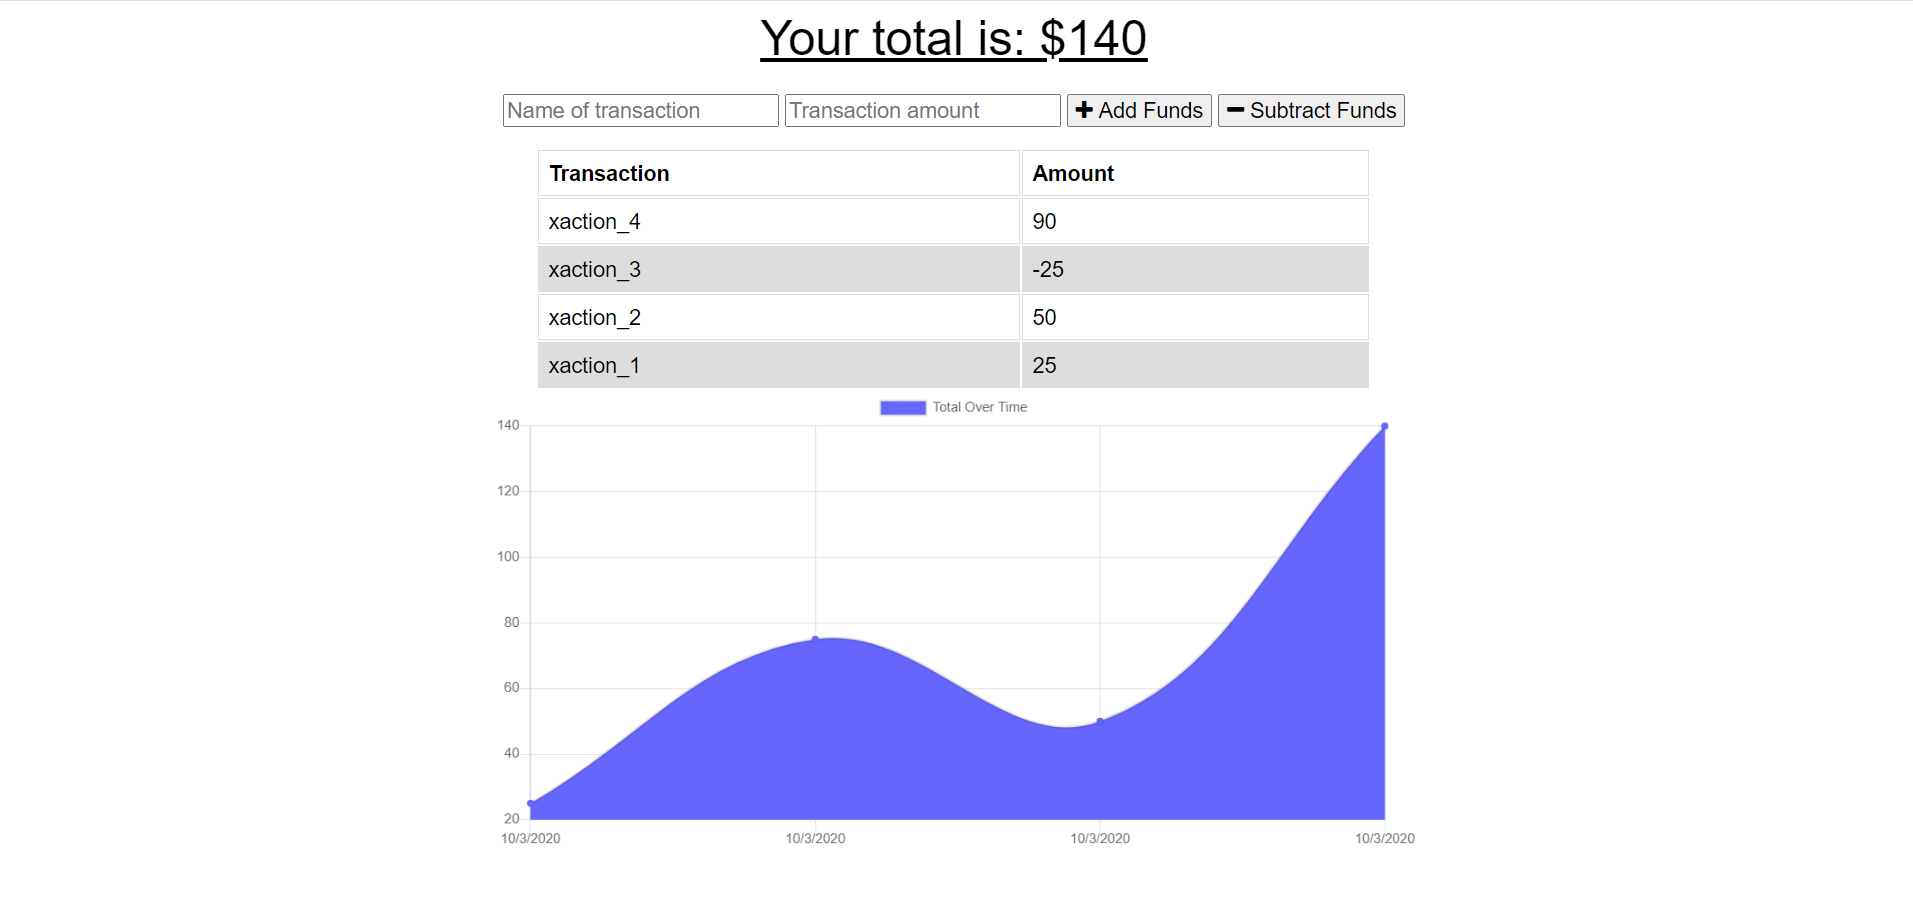 Your total is: $140
Name of transaction Transaction amount Add Funds Subtract Funds
Transaction Amount
xaction_4 90
xaction_3 -25
xaction_2 50
xaction_1 25
Total Over Time
140
120
100
80
60
40
20
10/3/2020 10/3/2020 10/3/2020 10/3/2020